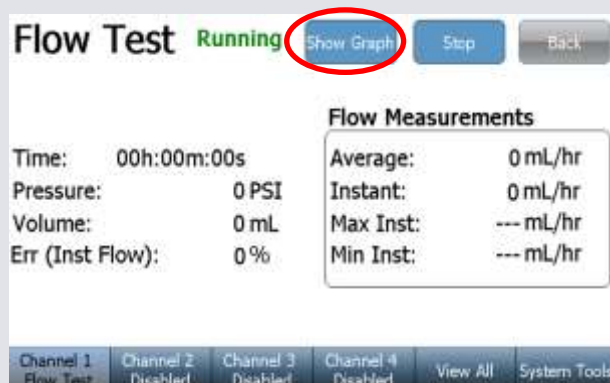 Flow Test Running Show Graph Stop Back
Flow Measurements
Time: 00h:00m:00s
Pressure: 0 PSI
Volume: 0 mL
Err (Inst Flow): 0%
Average: 0 mL/hr
Instant: 0 mL/hr
Max Inst: --- mL/hr
Min Inst: --- mL/hr
Channel 1 Channel 2 Channel 3 Channel 4 View All System Tools
Flow Test Disabled Disabled Disabled